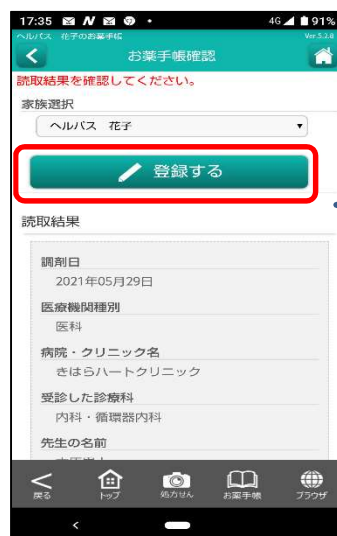 17:35 4G 91%
ヘルパス 花子のお薬手帳 Ver.5.2.0
お薬手帳確認
読取結果を確認してください。
家族選択
ヘルパス 花子
登録する
読取結果
調剤日
2021年05月29日
医療機関種別
医科
病院・クリニック名
きはらハートクリニック
受診した診療科
内科・循環器内科
先生の名前
戻る トップ 処方せん お薬手帳 ブラウザ